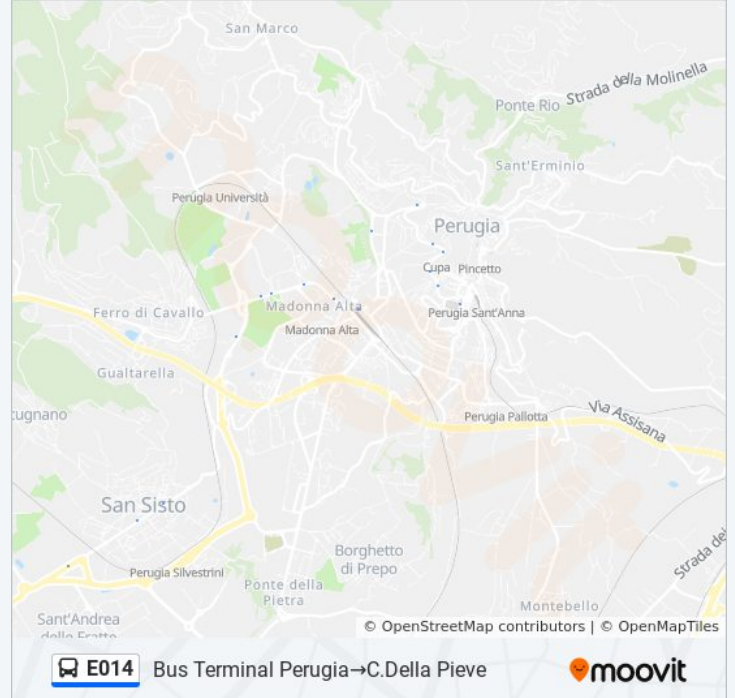 San Marco
Strada della Molinella
Ponte Rio
Sant'Erminio
Perugia Università
Perugia
Cupa Pincetto
Ferro di Cavallo
Madonna Alta
Perugia Sant'Anna
Madonna Alta
Gualtarella
cugnano
Perugia Pallotta
Via Assisana
San Sisto
Borghetto
di Prepo
Strada dei
Perugia Silvestrini
Ponte della
Pietra
Montebello
Sant'Andrea
delle Fratte
© OpenStreetMap contributors | © OpenMapTiles
E014 Bus Terminal Perugia→C.Della Pieve
moovit